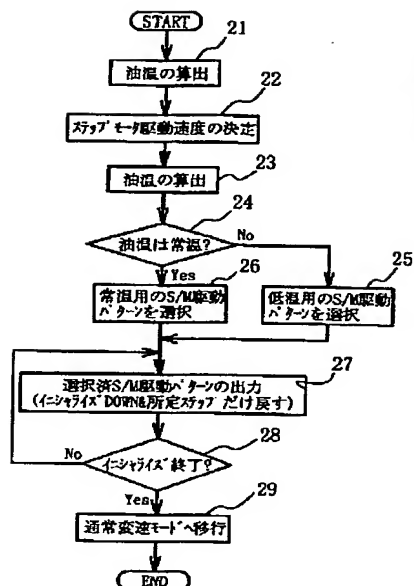 START
21
油温の算出
22
ステップモータ駆動速度の決定
23
油温の算出
24
油温は常温?
No
Yes
26
25
常温用のS/M駆動
パターンを選択
低温用のS/M駆動
パターンを選択
27
選択済S/M駆動パターンの出力
(イニシャライズDOWN&所定ステップだけ戻す)
28
No
イニシャライズ終了?
Yes
29
通常変速モードへ移行
END